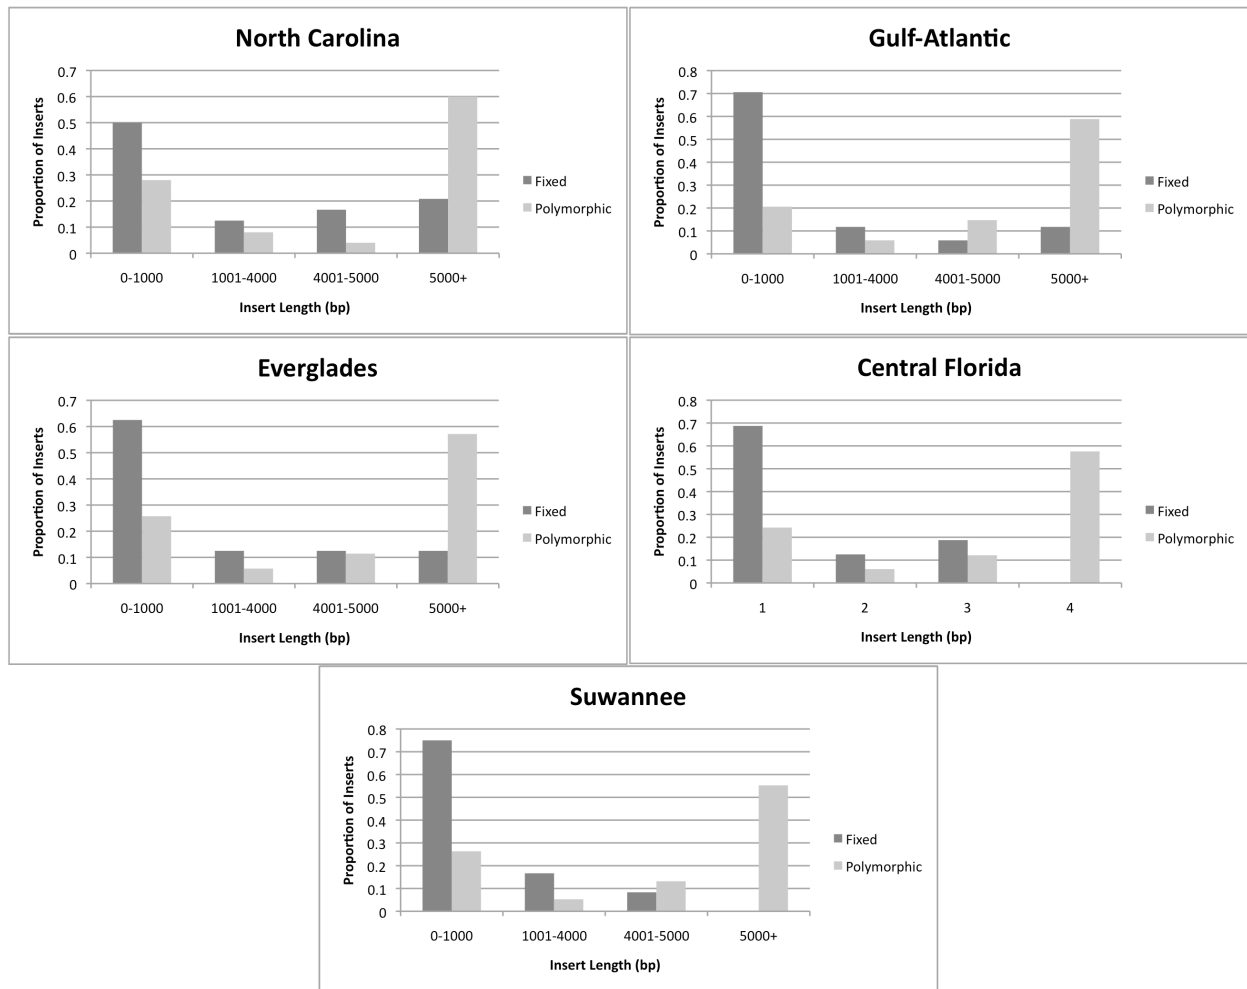 North Carolina
Proportion of Inserts
0.7
0.6
0.5
0.4
0.3
0.2
0.1
0
0-1000 1001-4000 4001-5000 5000+
Insert Length (bp)
Fixed
Polymorphic
Gulf-Atlantic
Proportion of Inserts
0.8
0.7
0.6
0.5
0.4
0.3
0.2
0.1
0
0-1000 1001-4000 4001-5000 5000+
Insert Length (bp)
Fixed
Polymorphic
Everglades
Proportion of Inserts
0.7
0.6
0.5
0.4
0.3
0.2
0.1
0
0-1000 1001-4000 4001-5000 5000+
Insert Length (bp)
Fixed
Polymorphic
Central Florida
Proportion of Inserts
0.8
0.7
0.6
0.5
0.4
0.3
0.2
0.1
0
1 2 3 4
Insert Length (bp)
Fixed
Polymorphic
Suwannee
Proportion of Inserts
0.8
0.7
0.6
0.5
0.4
0.3
0.2
0.1
0
0-1000 1001-4000 4001-5000 5000+
Insert Length (bp)
Fixed
Polymorphic